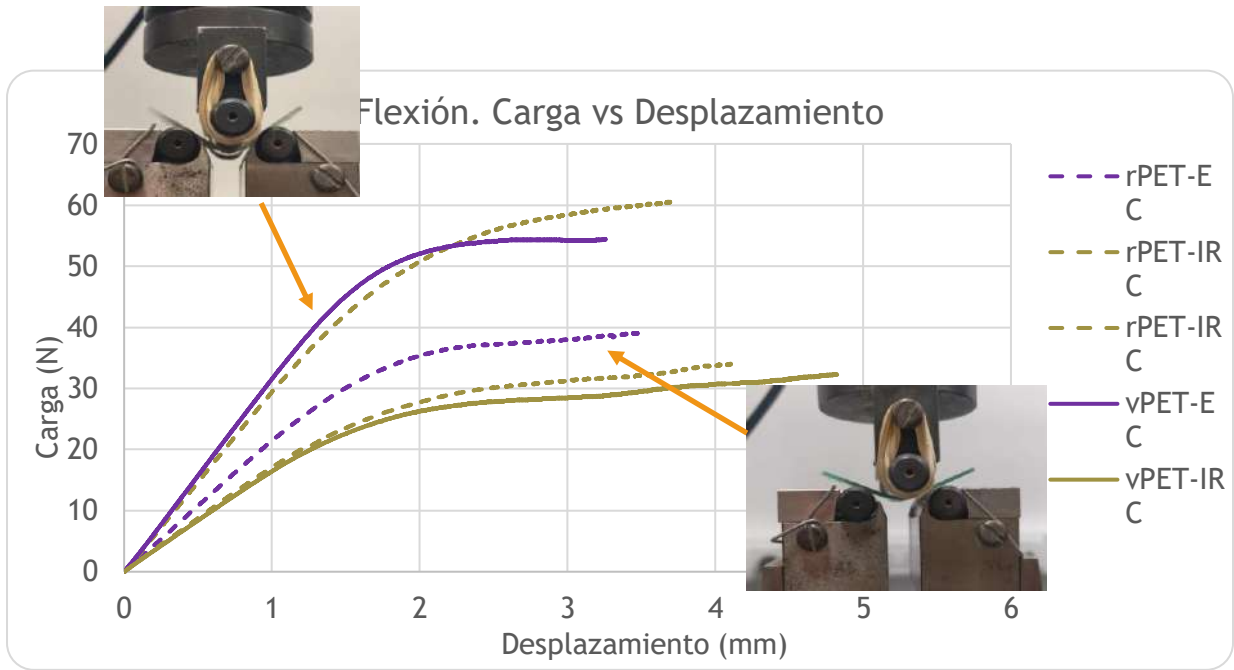 Flexión. Carga vs Desplazamiento
70
60
50
40
30
20
10
0
Carga (N)
0 1 2 3 4 5 6
Desplazamiento (mm)
rPET-E
C
rPET-IR
C
rPET-IR
C
vPET-E
C
vPET-IR
C